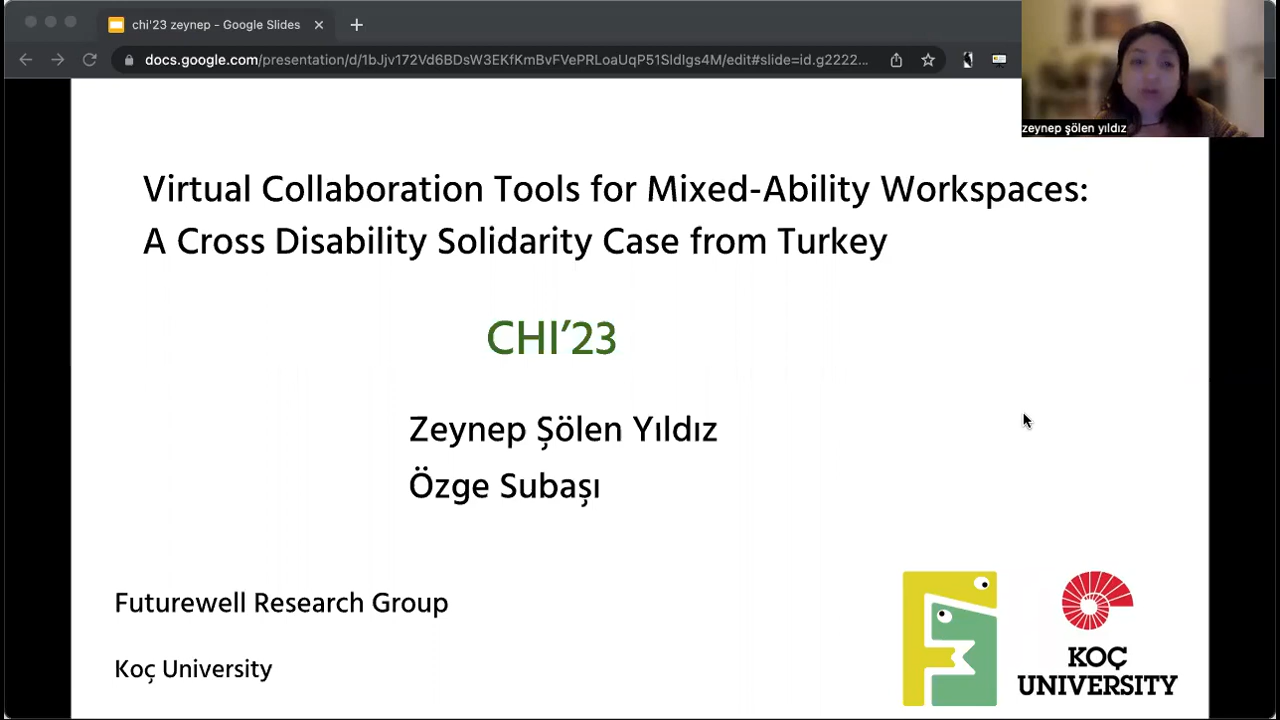 chi'23 zeynep - Google Slides
docs.google.com/presentation/d/1bJjv172Vd6BDsW3EKfKmBvFVePRLoaUqP51SldIgs4M/edit#slide=id.g2222...
zeynep şölen yıldız
Virtual Collaboration Tools for Mixed-Ability Workspaces:
A Cross Disability Solidarity Case from Turkey
CHI'23
Zeynep Şölen Yıldız
Özge Subaşı
Futurewell Research Group
Koç University
KOÇ
UNIVERSITY